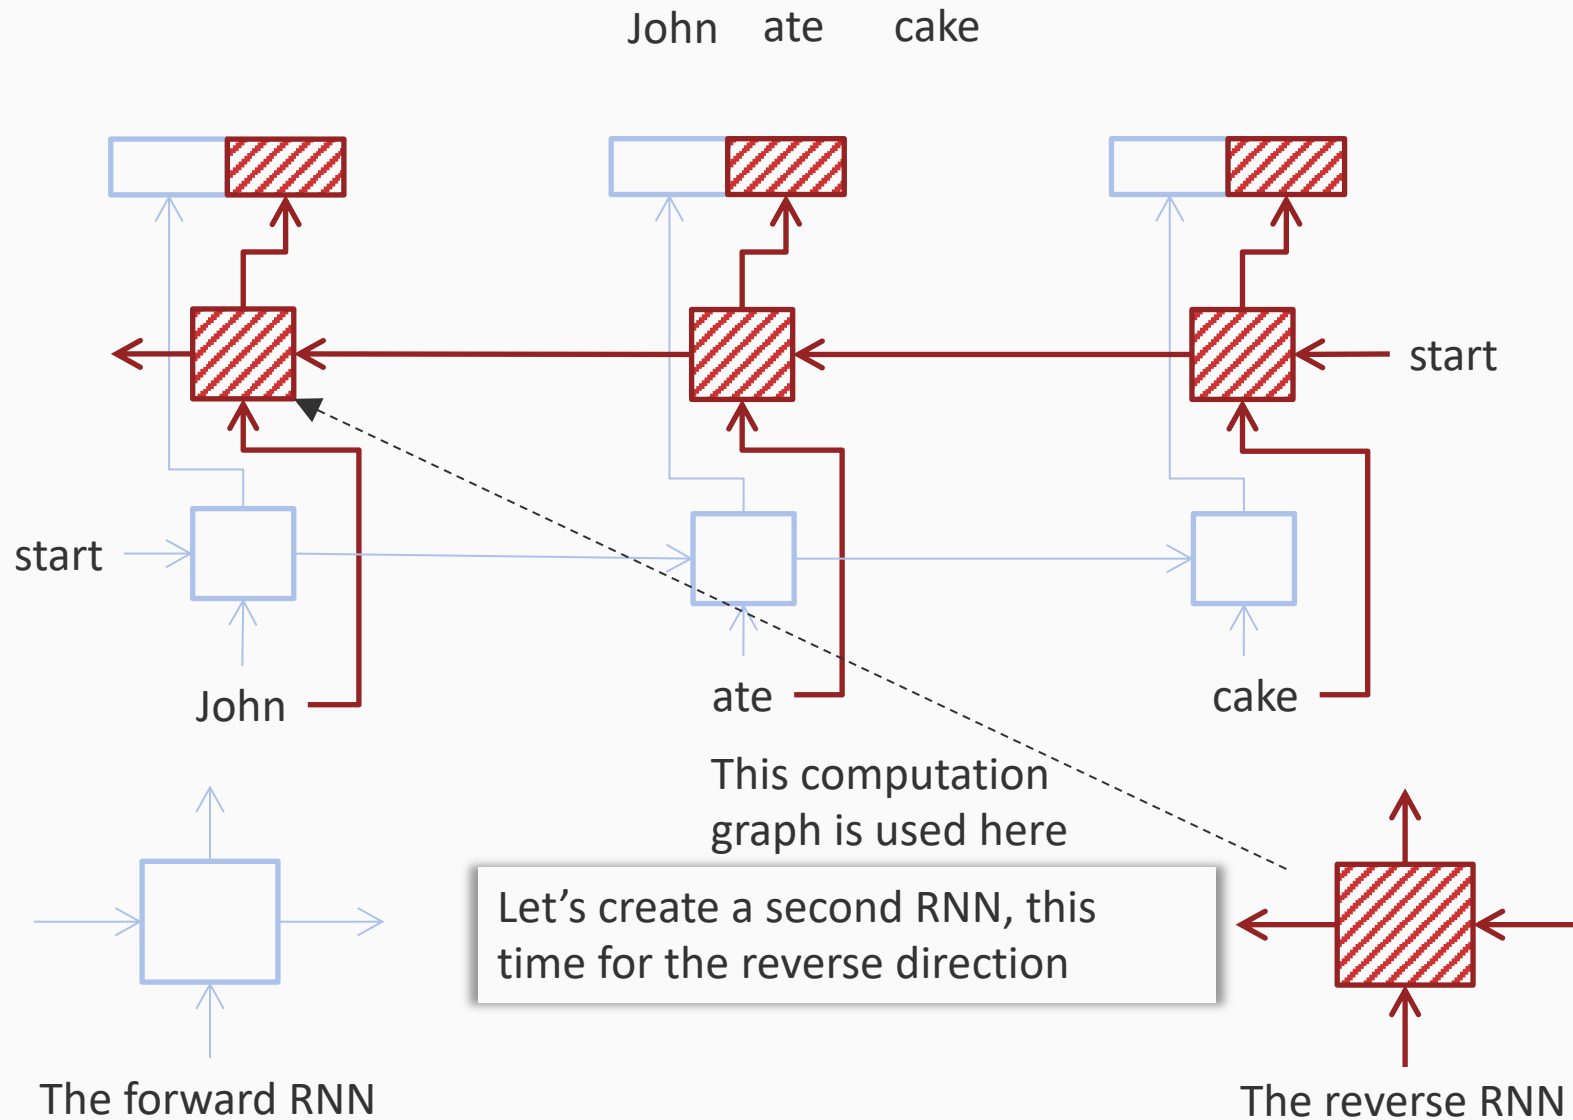 John ate cake
start
start
John ate cake
This computation
graph is used here
Let’s create a second RNN, this
time for the reverse direction
The forward RNN
The reverse RNN